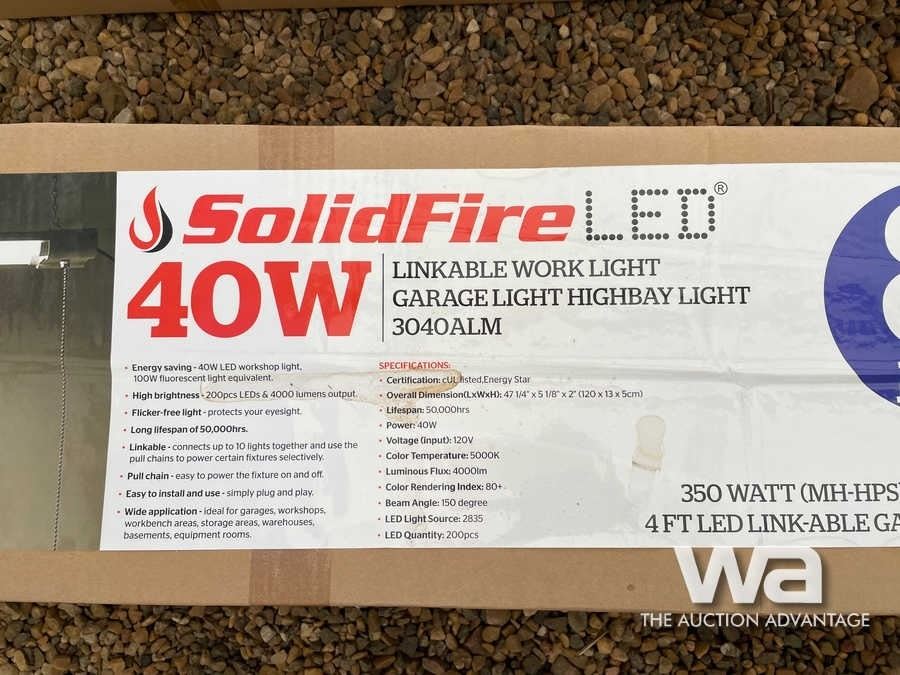 SolidFire LED®
40W
LINKABLE WORK LIGHT
GARAGE LIGHT HIGHBAY LIGHT
3040ALM
• Energy saving - 40W LED workshop light,
100W fluorescent light equivalent.
• High brightness - 200pcs LEDs & 4000 lumens output.
• Flicker-free light - protects your eyesight.
• Long lifespan of 50,000hrs.
• Linkable - connects up to 10 lights together and use the
pull chains to power certain fixtures selectively.
• Pull chain - easy to power the fixture on and off.
• Easy to install and use - simply plug and play.
• Wide application - ideal for garages, workshops,
workbench areas, storage areas, warehouses,
basements, equipment rooms.
SPECIFICATIONS:
• Certification: cUL listed,Energy Star
• Overall Dimension(LxWxH): 47 1/4" x 5 1/8" x 2" (120 x 13 x 5cm)
• Lifespan: 50,000hrs
• Power: 40W
• Voltage (input): 120V
• Color Temperature: 5000K
• Luminous Flux: 4000lm
• Color Rendering Index: 80+
• Beam Angle: 150 degree
• LED Light Source: 2835
• LED Quantity: 200pcs
350 WATT (MH-HPS
4 FT LED LINK-ABLE GA
wa
THE AUCTION ADVANTAGE